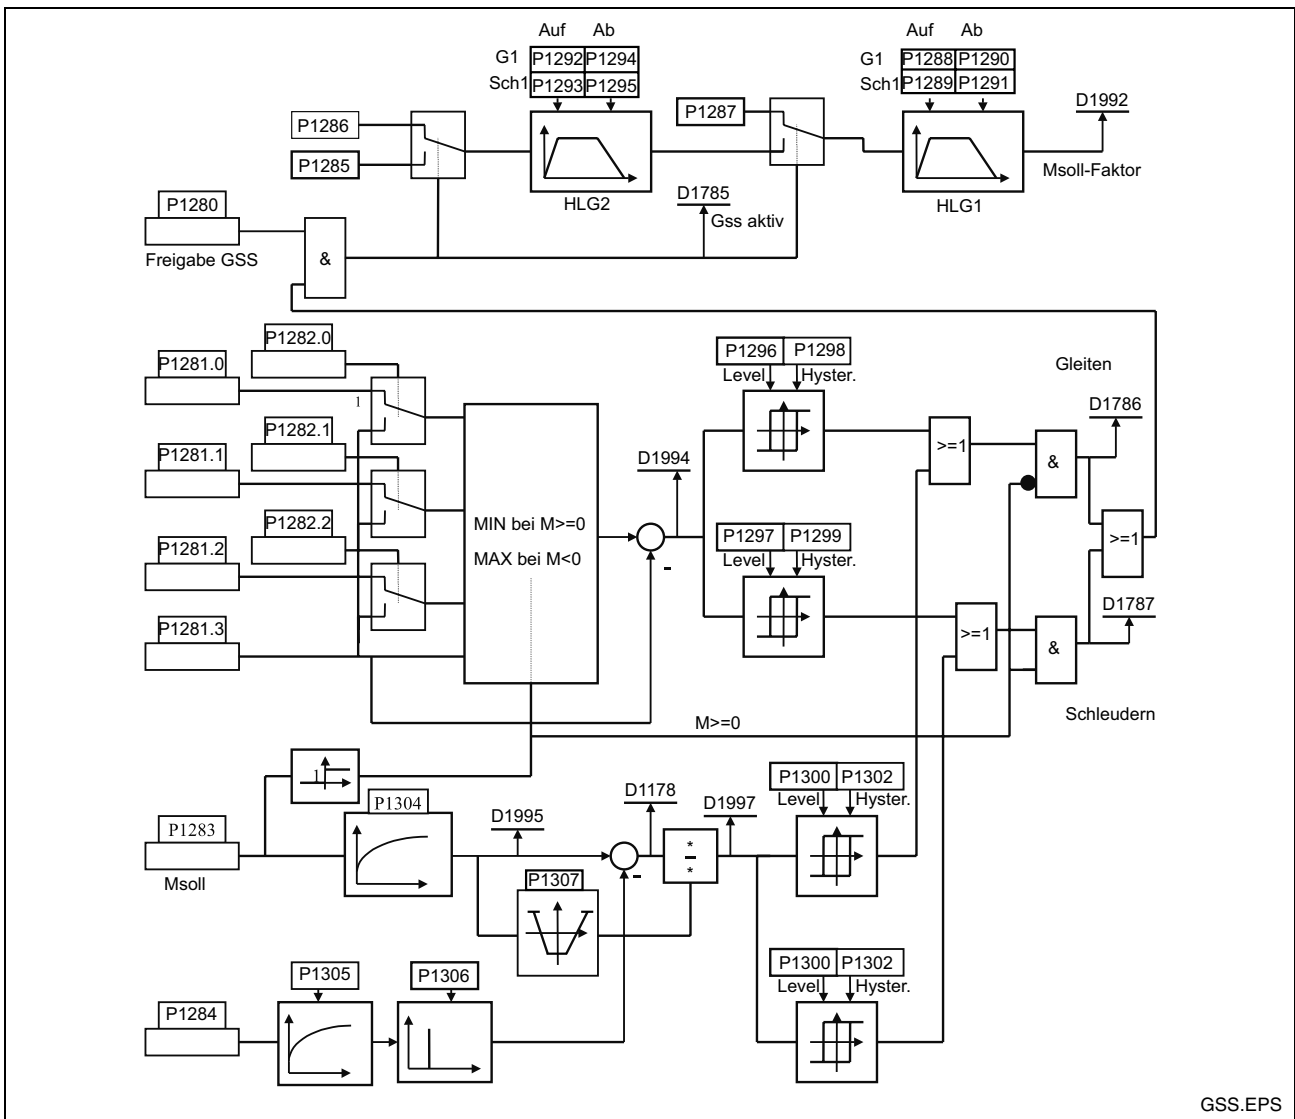 Auf Ab
G1 P1292 P1294
Sch1 P1293 P1295
Auf Ab
G1 P1288 P1290
Sch1 P1289 P1291
P1286
P1285
HLG2
P1287
HLG1
D1992
Msoll-Faktor
P1280
Freigabe GSS
&
D1785
Gss aktiv
P1282.0
P1281.0
1
P1282.1
P1281.1
P1282.2
P1281.2
P1281.3
MIN bei M>=0
MAX bei M<0
-
D1994
P1296 P1298
Level Hyster.
P1297 P1299
Level Hyster.
>=1
>=1
Gleiten
D1786
&
>=1
D1787
&
Schleudern
M>=0
1
P1283
Msoll
P1304
D1995
P1307
D1178
-
*
-
*
D1997
P1300 P1302
Level Hyster.
P1300 P1302
Level Hyster.
P1284
P1305
P1306
GSS.EPS